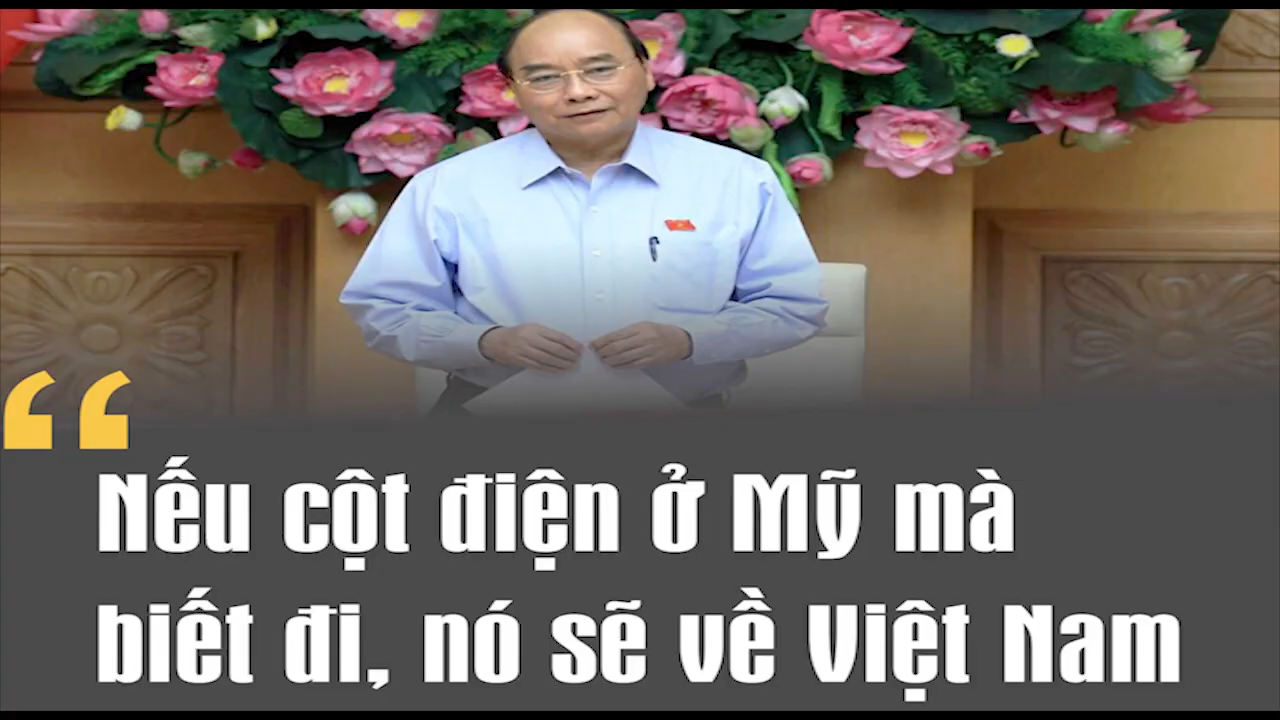 “
Nếu cột điện ở Mỹ mà
biết đi, nó sẽ về Việt Nam